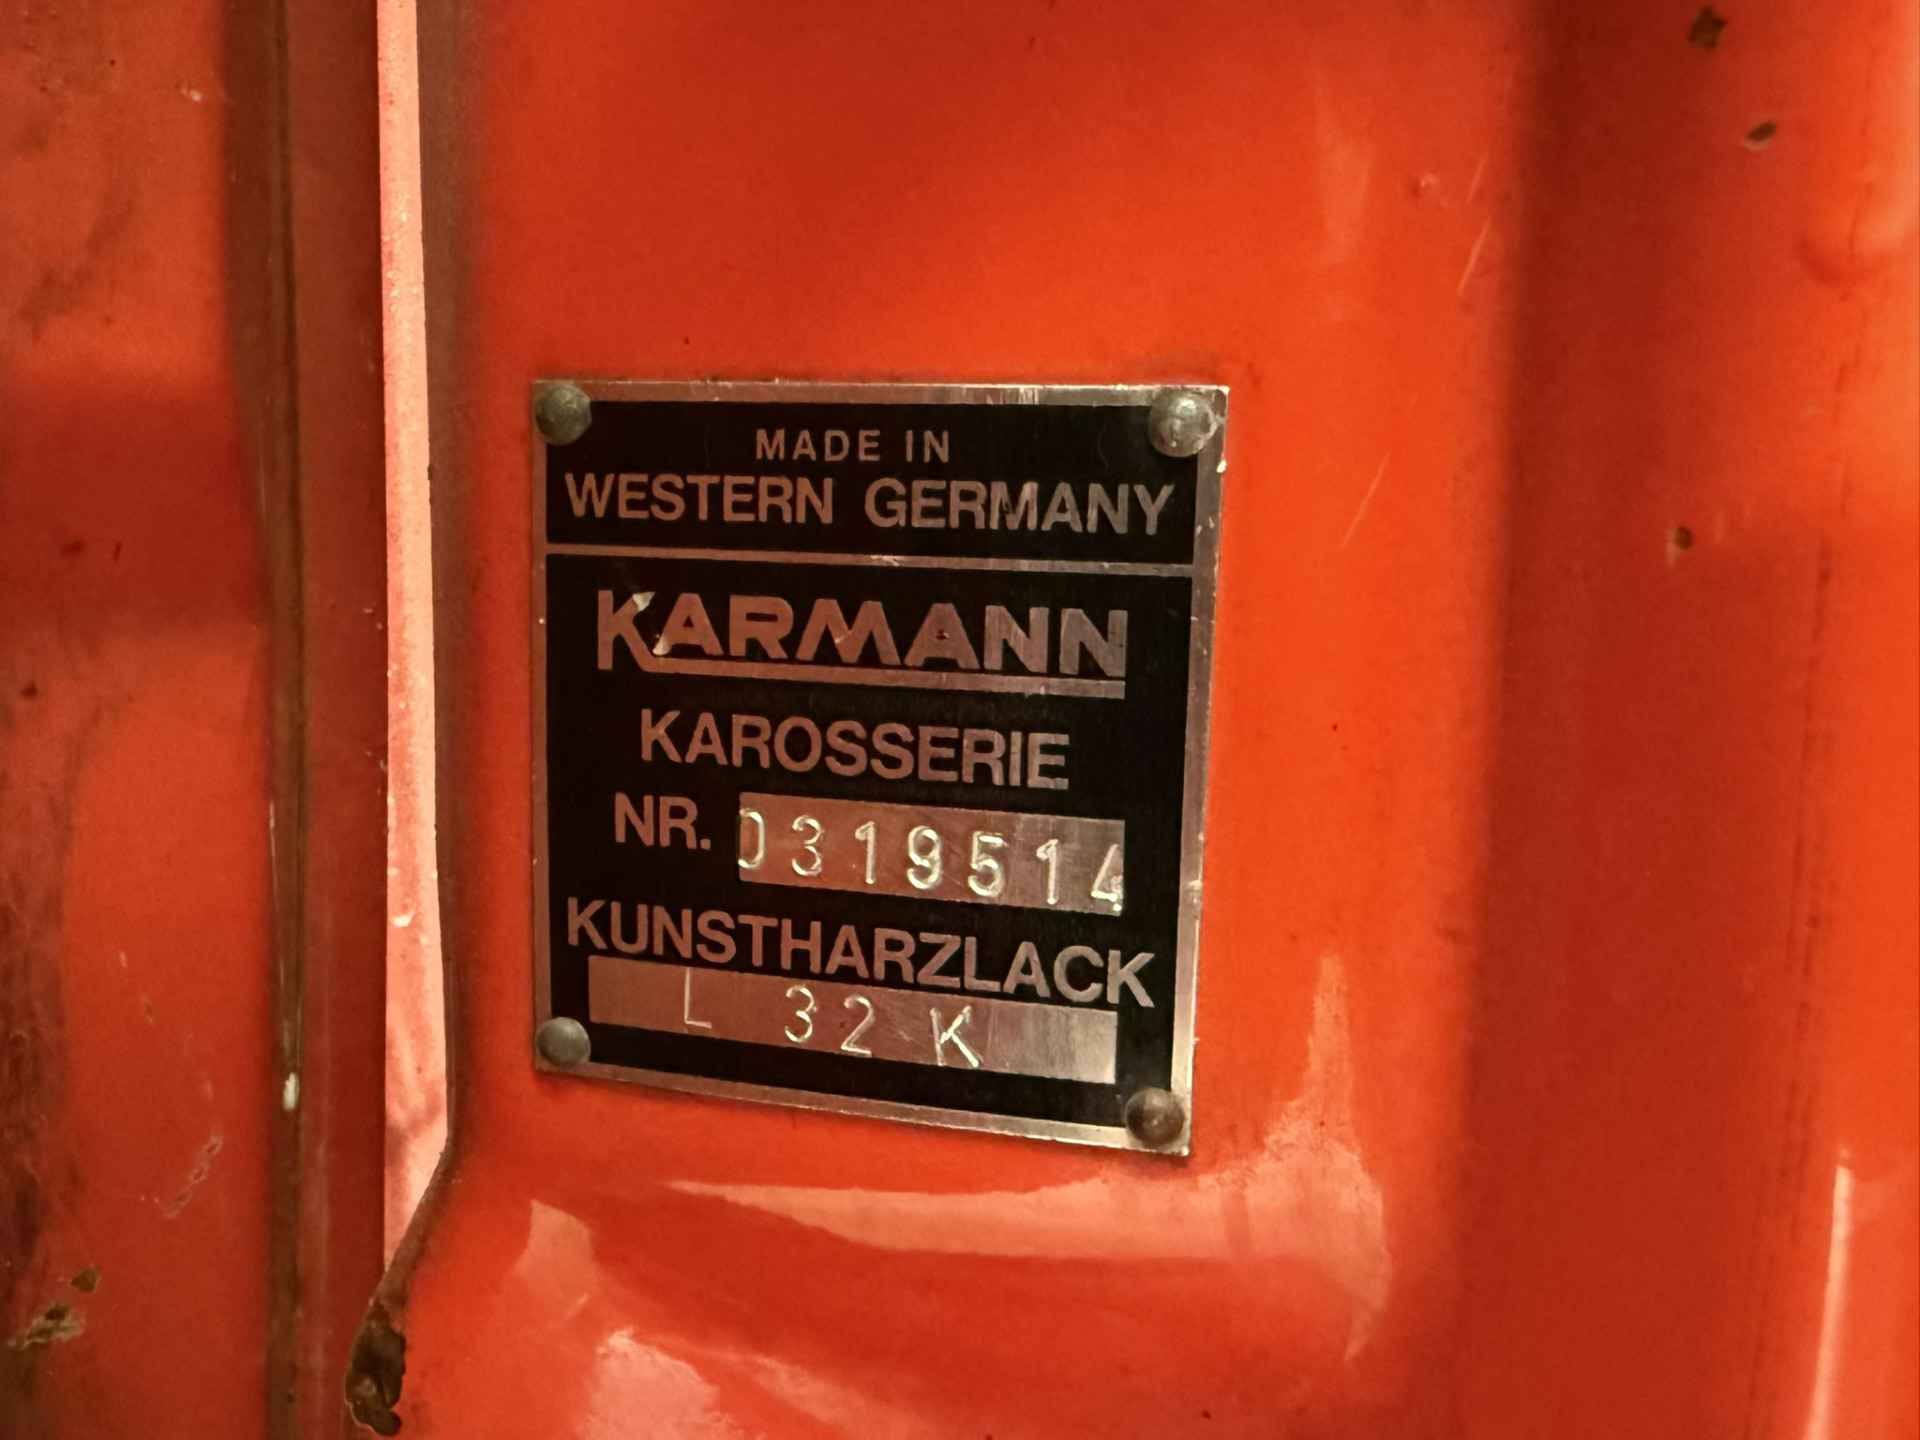 MADE IN
WESTERN GERMANY
KARMANN
KAROSSERIE
NR. 0319514
KUNSTHARZLACK
L 32 K